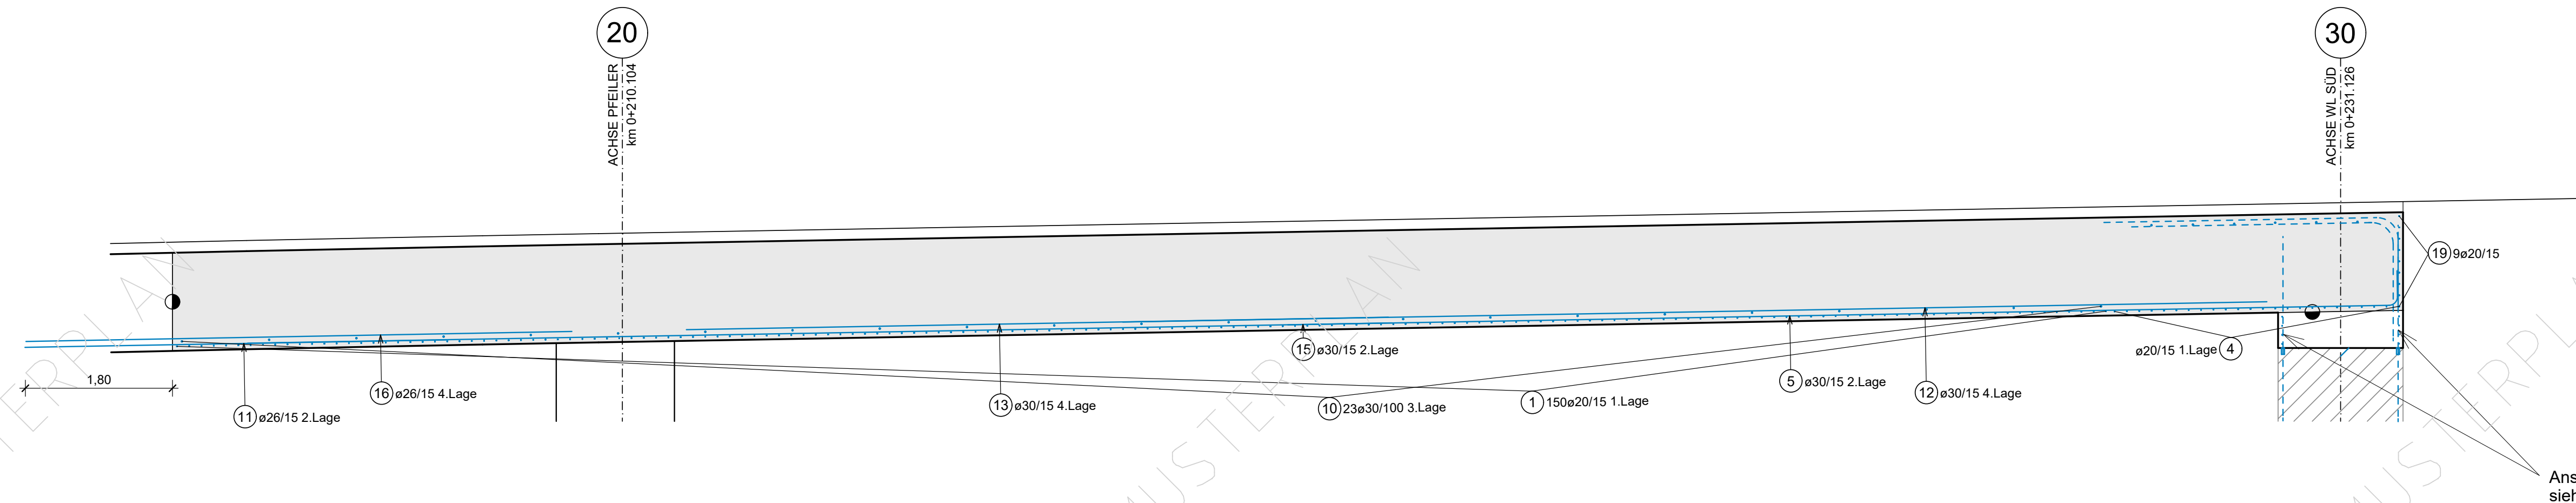 20
30
ACHSE PFEILER
km 0+210.104
ACHSE WL SÜD
km 0+231.126
19 9ø20/15
15 ø30/15 2.Lage
ø20/15 1.Lage 4
1,80
16 ø26/15 4.Lage
5 ø30/15 2.Lage
12 ø30/15 4.Lage
11 ø26/15 2.Lage
13 ø30/15 4.Lage
10 23ø30/100 3.Lage
1 150ø20/15 1.Lage
MUSTERPLAN